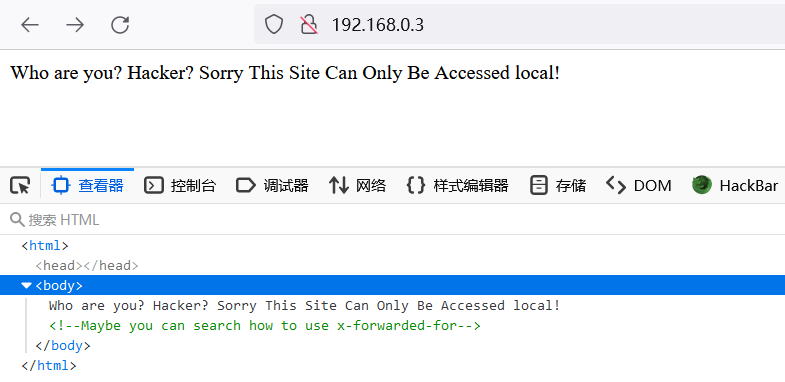 192.168.0.3
Who are you? Hacker? Sorry This Site Can Only Be Accessed local!
查看器 控制台 调试器 网络 样式编辑器 存储 DOM HackBar
搜索 HTML
<html>
<head></head>
<body>
Who are you? Hacker? Sorry This Site Can Only Be Accessed local!
<!--Maybe you can search how to use x-forwarded-for-->
</body>
</html>